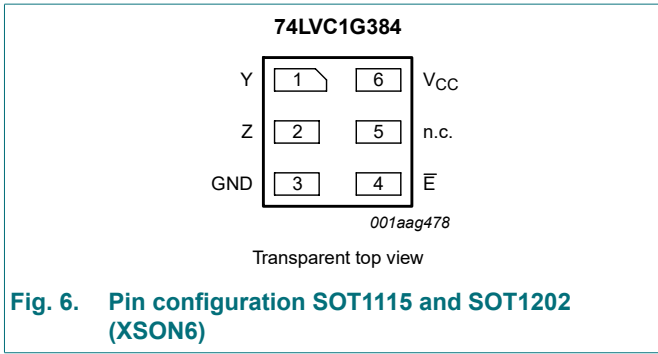 74LVC1G384
Y 1 6 VCC
Z 2 5 n.c.
GND 3 4 E̅
001aag478
Transparent top view
Fig. 6. Pin configuration SOT1115 and SOT1202
(XSON6)